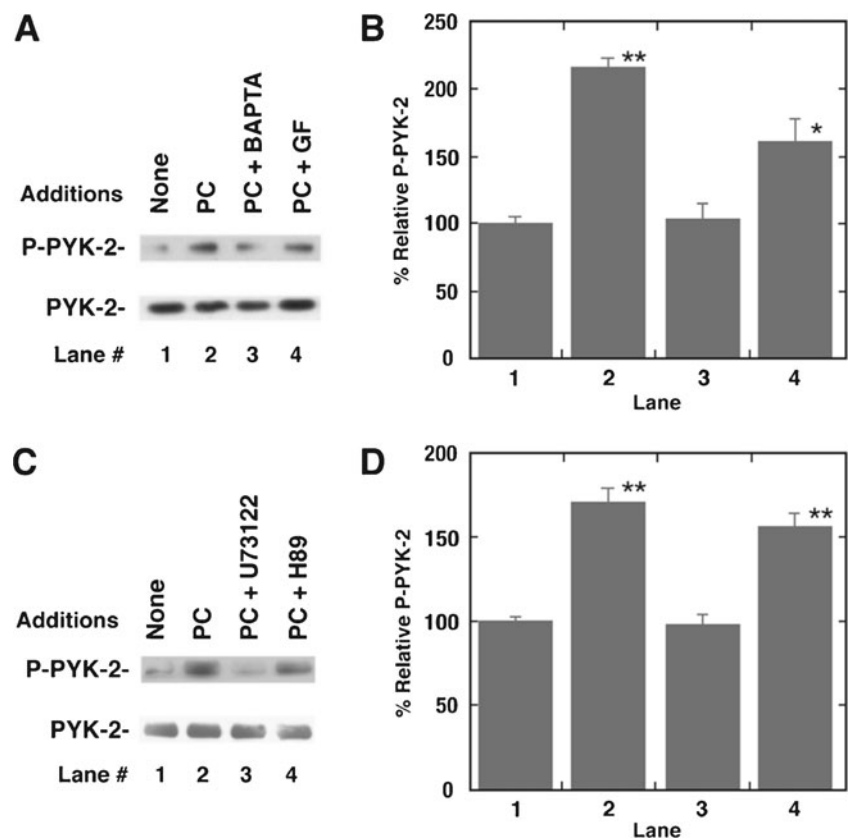 A
Additions
None
PC
PC + BAPTA
PC + GF
P-PYK-2-
PYK-2-
Lane # 1 2 3 4
B
% Relative P-PYK-2
250
200
150
100
50
0
**
*
1 2 3 4
Lane
C
Additions
None
PC
PC + U73122
PC + H89
P-PYK-2-
PYK-2-
Lane # 1 2 3 4
D
% Relative P-PYK-2
200
150
100
50
0
**
**
1 2 3 4
Lane